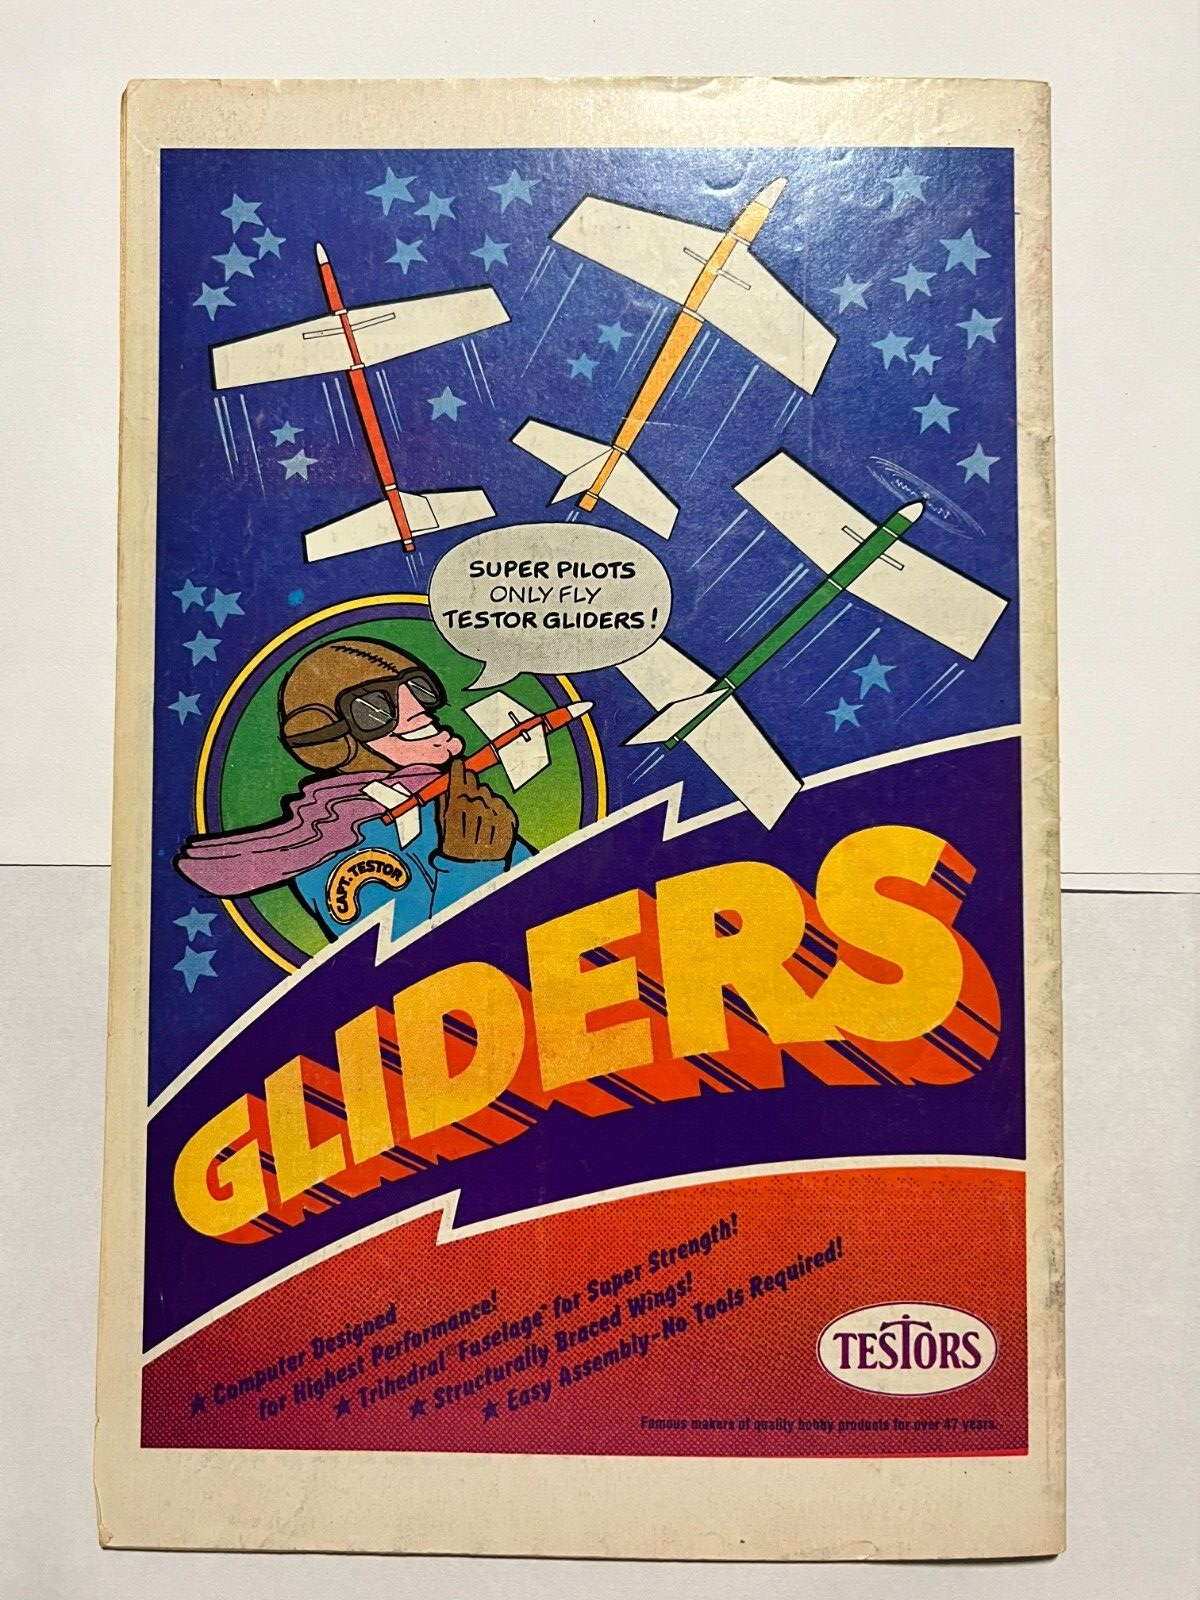 SUPER PILOTS
ONLY FLY
TESTOR GLIDERS!
CAPT. TESTOR
GLIDERS
★ Computer Designed
for Highest Performance!
★ Trihedral® Fuselage™ for Super Strength!
★ Structurally Braced Wings!
★ Easy Assembly-No Tools Required!
TESTORS
Famous makers of quality hobby products for over 47 years.